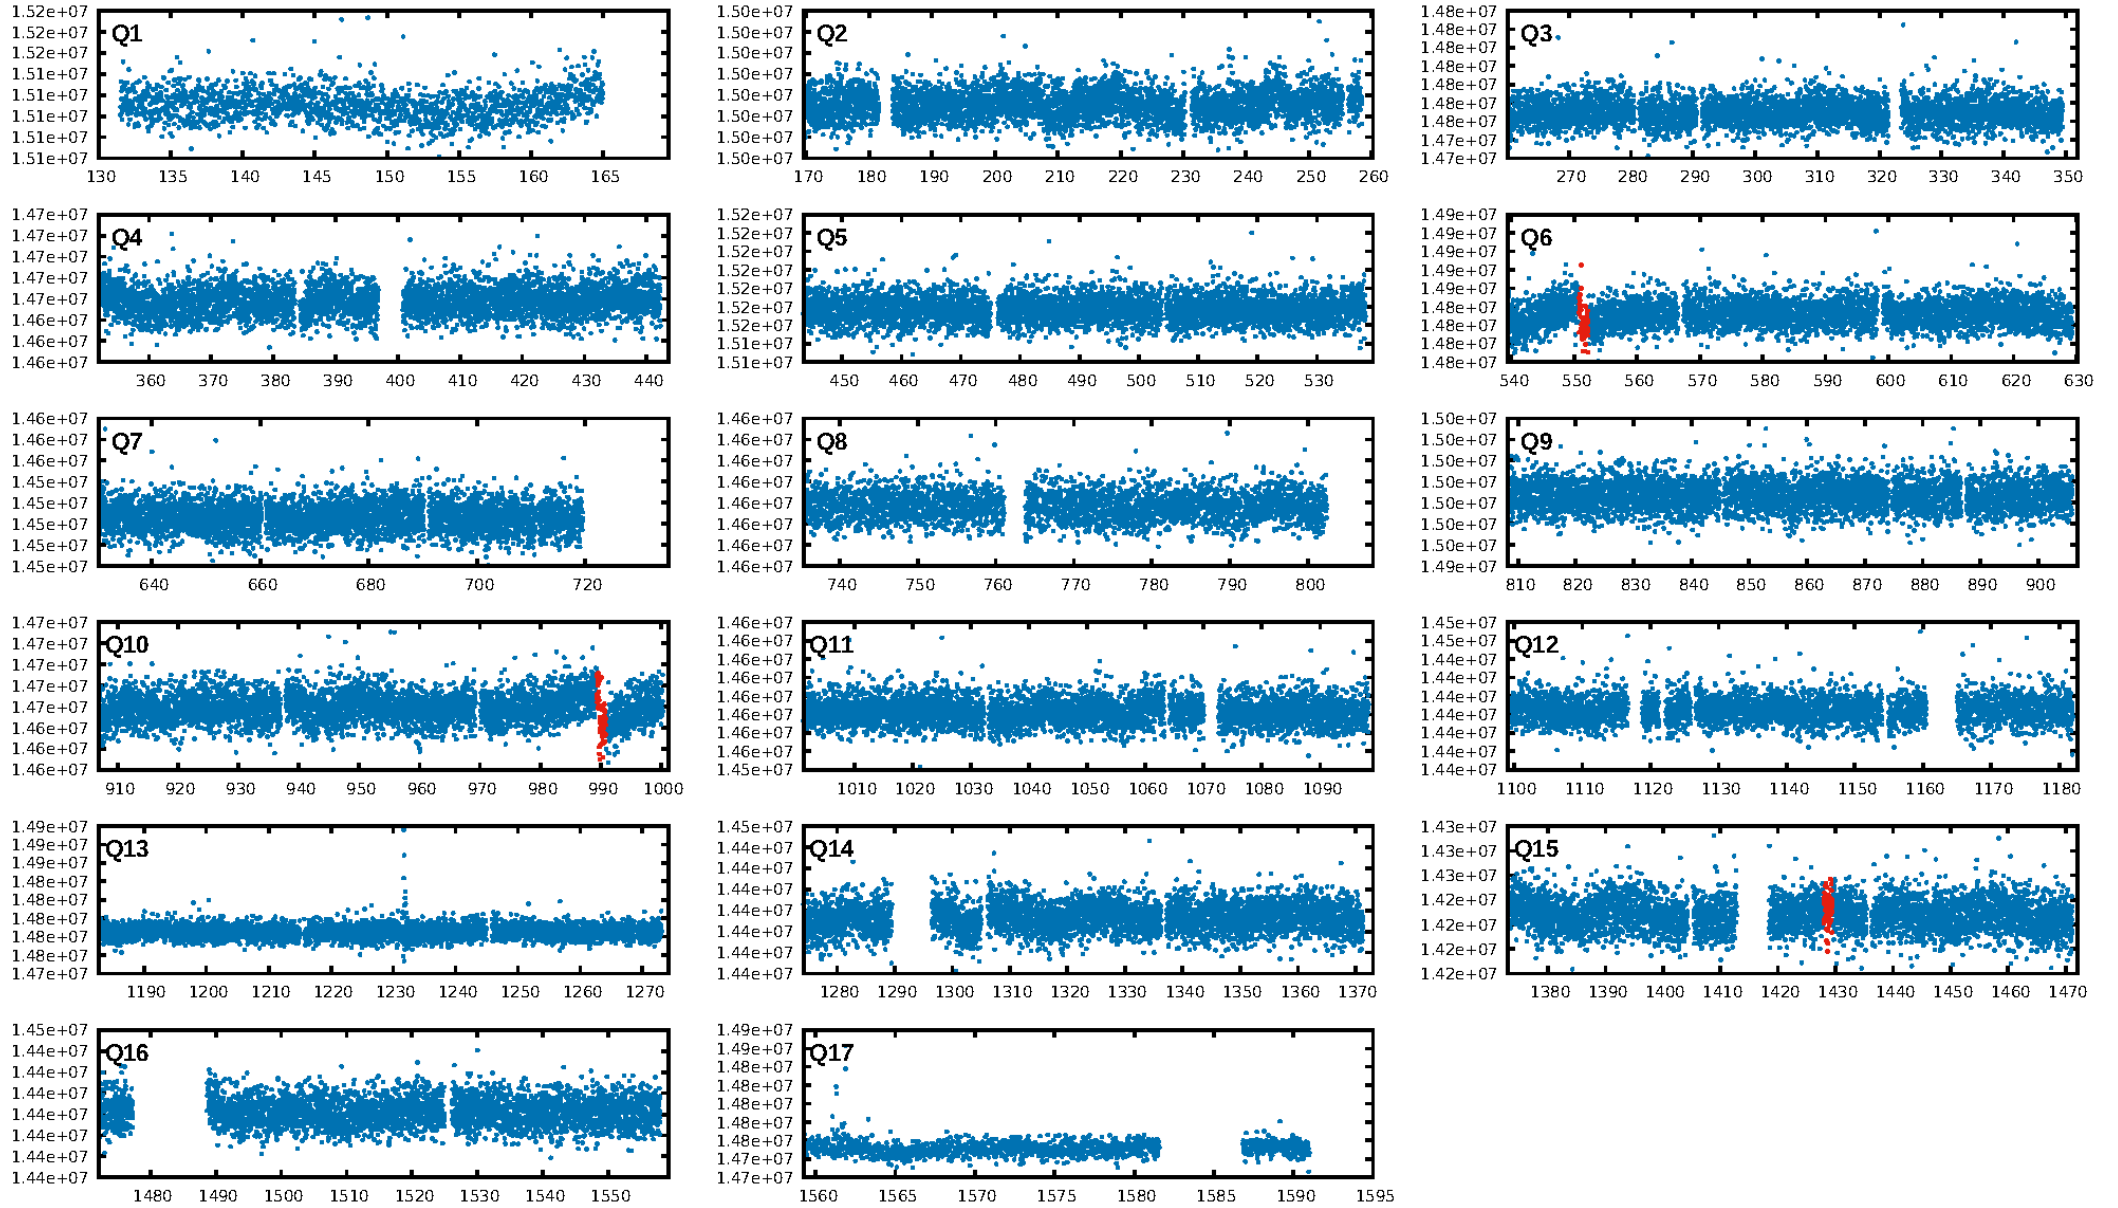 1.52e+07
1.52e+07
1.52e+07
1.51e+07
1.51e+07
1.51e+07
1.51e+07
1.51e+07
Q1
130 135 140 145 150 155 160 165
1.50e+07
1.50e+07
1.50e+07
1.50e+07
1.50e+07
1.50e+07
1.50e+07
1.50e+07
Q2
170 180 190 200 210 220 230 240 250 260
1.48e+07
1.48e+07
1.48e+07
1.48e+07
1.48e+07
1.48e+07
1.48e+07
1.47e+07
1.47e+07
Q3
270 280 290 300 310 320 330 340 350
1.47e+07
1.47e+07
1.47e+07
1.47e+07
1.47e+07
1.46e+07
1.46e+07
1.46e+07
Q4
360 370 380 390 400 410 420 430 440
1.52e+07
1.52e+07
1.52e+07
1.52e+07
1.52e+07
1.52e+07
1.52e+07
1.51e+07
1.51e+07
Q5
450 460 470 480 490 500 510 520 530
1.49e+07
1.49e+07
1.49e+07
1.49e+07
1.49e+07
1.48e+07
1.48e+07
1.48e+07
1.48e+07
Q6
540 550 560 570 580 590 600 610 620 630
1.46e+07
1.46e+07
1.46e+07
1.45e+07
1.45e+07
1.45e+07
1.45e+07
1.45e+07
Q7
640 660 680 700 720
1.46e+07
1.46e+07
1.46e+07
1.46e+07
1.46e+07
1.46e+07
1.46e+07
1.46e+07
Q8
740 750 760 770 780 790 800
1.50e+07
1.50e+07
1.50e+07
1.50e+07
1.50e+07
1.50e+07
1.50e+07
1.49e+07
Q9
810 820 830 840 850 860 870 880 890 900
1.47e+07
1.47e+07
1.47e+07
1.47e+07
1.47e+07
1.46e+07
1.46e+07
1.46e+07
Q10
910 920 930 940 950 960 970 980 990 1000
1.46e+07
1.46e+07
1.46e+07
1.46e+07
1.46e+07
1.46e+07
1.46e+07
1.46e+07
1.45e+07
Q11
1010 1020 1030 1040 1050 1060 1070 1080 1090
1.45e+07
1.45e+07
1.44e+07
1.44e+07
1.44e+07
1.44e+07
1.44e+07
1.44e+07
1.44e+07
Q12
1100 1110 1120 1130 1140 1150 1160 1170 1180
1.49e+07
1.49e+07
1.49e+07
1.48e+07
1.48e+07
1.48e+07
1.48e+07
1.48e+07
1.47e+07
Q13
1190 1200 1210 1220 1230 1240 1250 1260 1270
1.45e+07
1.44e+07
1.44e+07
1.44e+07
1.44e+07
1.44e+07
1.44e+07
1.44e+07
Q14
1280 1290 1300 1310 1320 1330 1340 1350 1360 1370
1.43e+07
1.43e+07
1.43e+07
1.42e+07
1.42e+07
1.42e+07
1.42e+07
Q15
1380 1390 1400 1410 1420 1430 1440 1450 1460 1470
1.45e+07
1.44e+07
1.44e+07
1.44e+07
1.44e+07
1.44e+07
1.44e+07
1.44e+07
Q16
1480 1490 1500 1510 1520 1530 1540 1550
1.49e+07
1.49e+07
1.48e+07
1.48e+07
1.48e+07
1.48e+07
1.48e+07
1.47e+07
1.47e+07
Q17
1560 1565 1570 1575 1580 1585 1590 1595